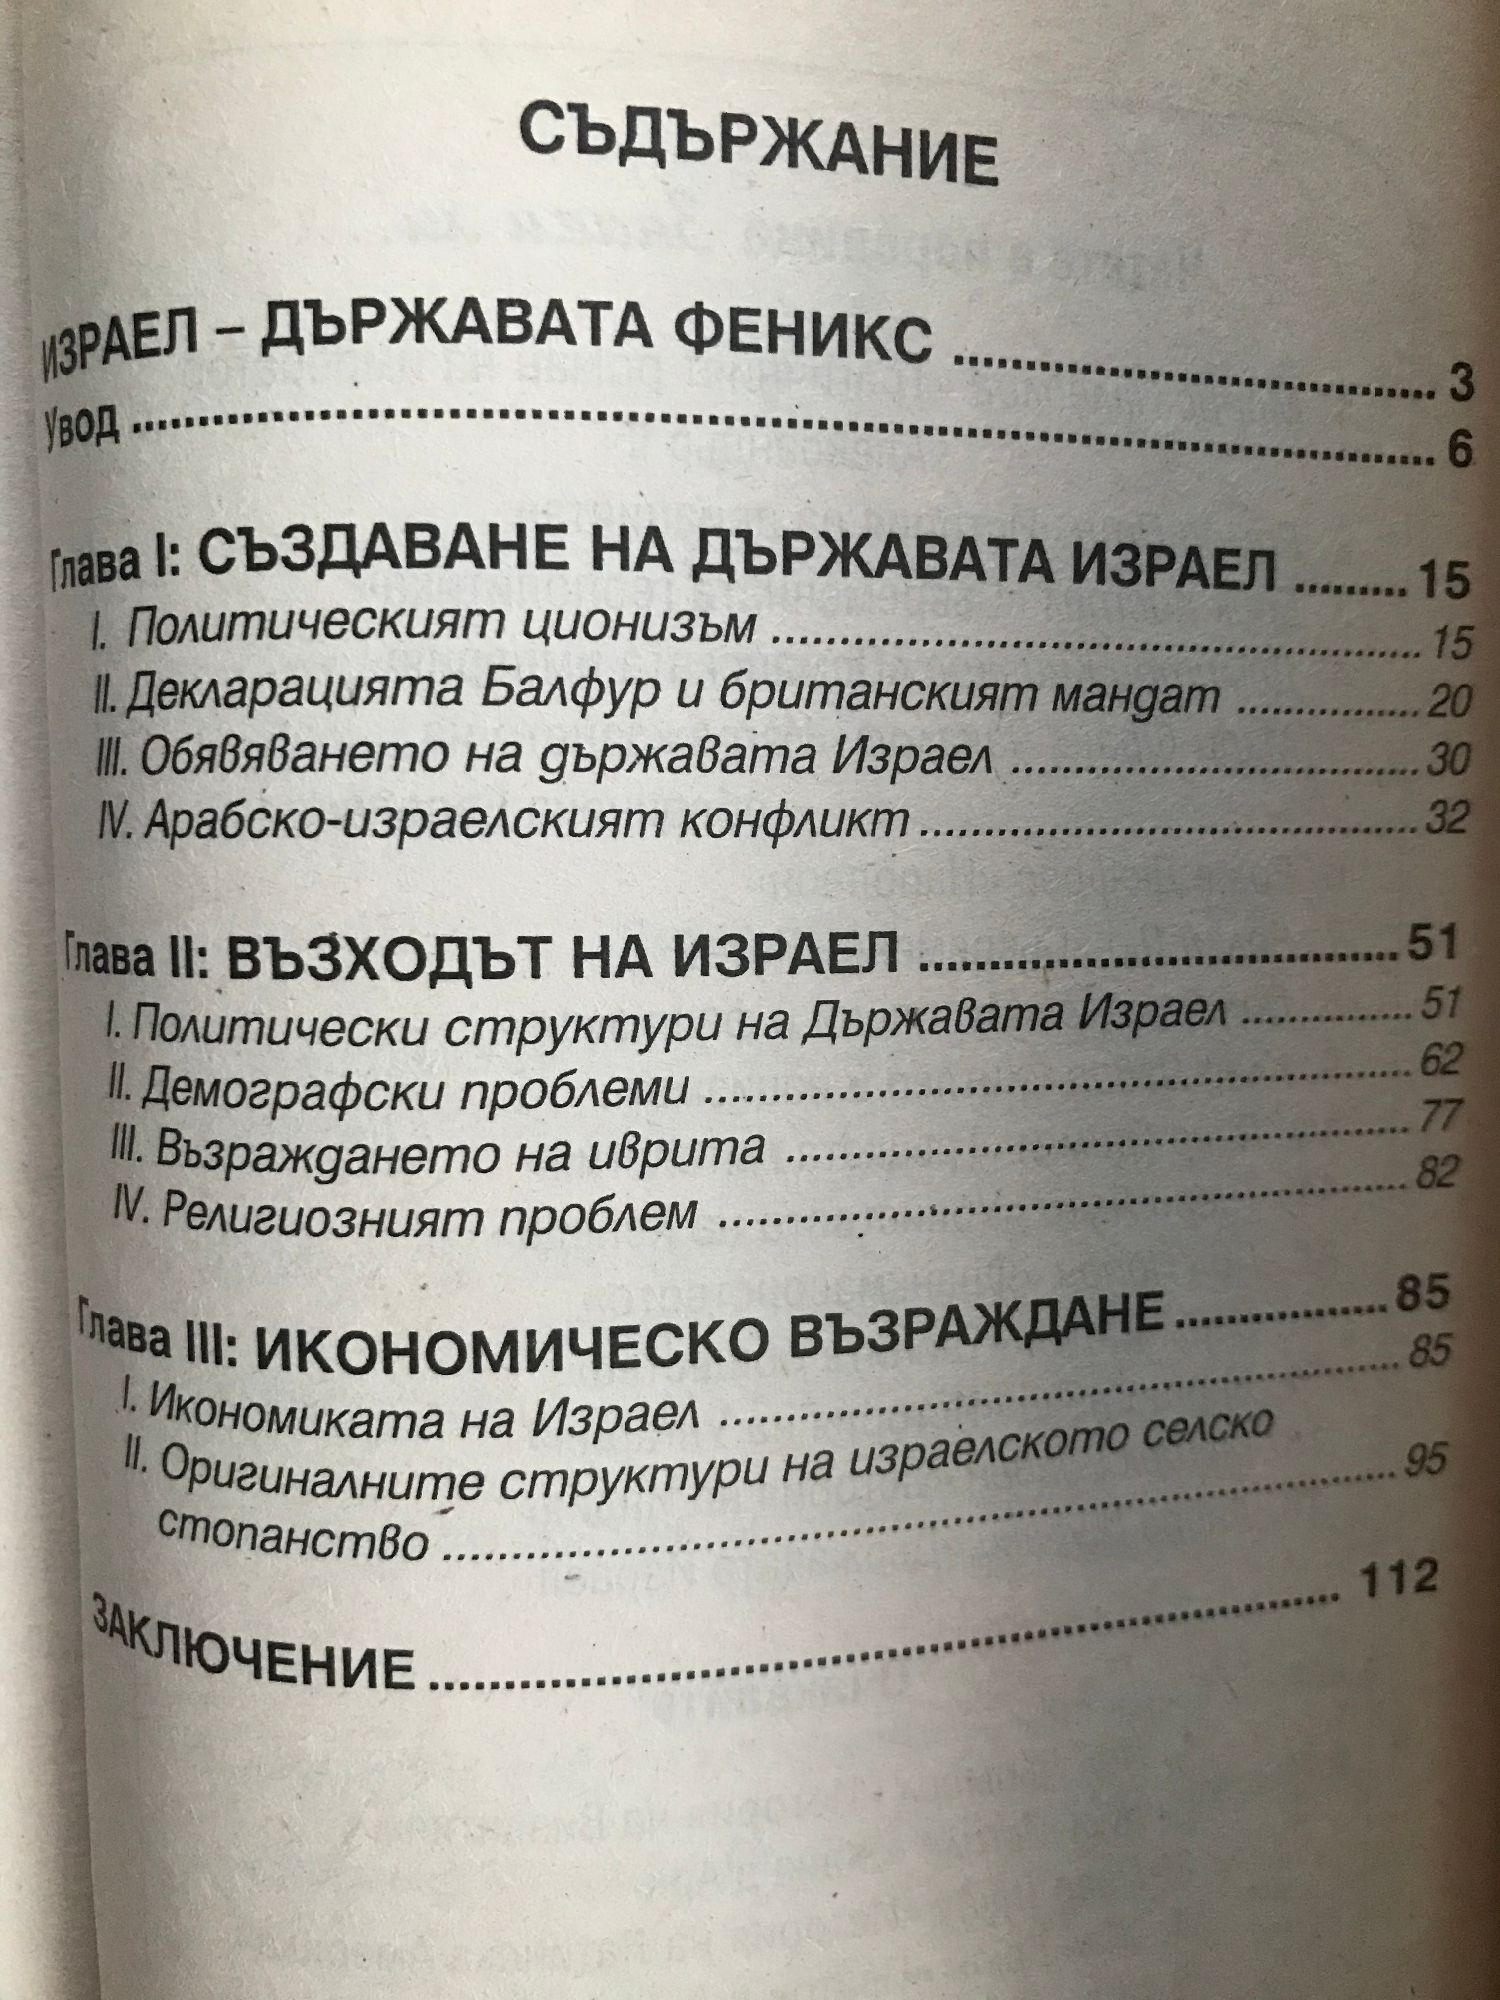 СЪДЪРЖАНИЕ
ИЗРАЕЛ – ДЪРЖАВАТА ФЕНИКС ........................................ 3
Увод ........................................ 6
Глава I: СЪЗДАВАНЕ НА ДЪРЖАВАТА ИЗРАЕЛ ......... 15
I. Политическият ционизъм ........................................ 15
II. Декларацията Балфур и британският мандат ................ 20
III. Обявяването на държавата Израел ........................................ 30
IV. Арабско-израелският конфликт ........................................ 32
Глава II: ВЪЗХОДЪТ НА ИЗРАЕЛ ........................................ 51
I. Политически структури на Държавата Израел ............... 51
II. Демографски проблеми ........................................ 62
III. Възраждането на иврита ........................................ 77
IV. Религиозният проблем ........................................ 82
Глава III: ИКОНОМИЧЕСКО ВЪЗРАЖДАНЕ ................ 85
I. Икономиката на Израел ........................................ 85
II. Оригиналните структури на израелското селско
стопанство ........................................ 95
ЗАКЛЮЧЕНИЕ ........................................ 112